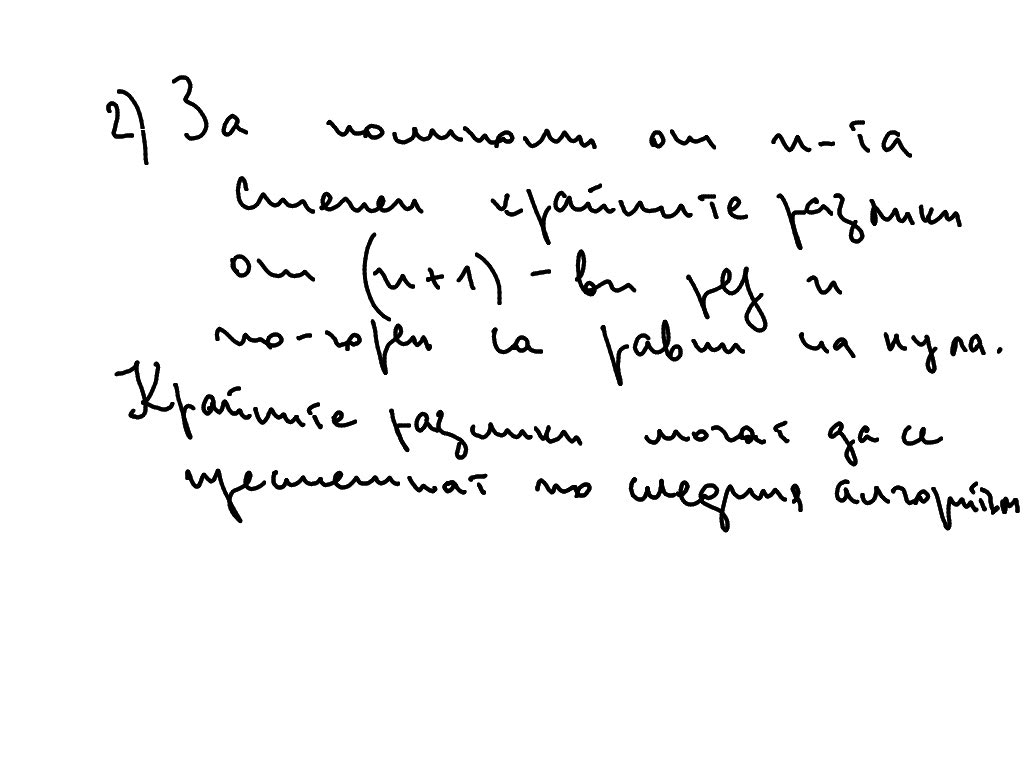 2) За полином от n-та
степен крайните разлики
от (n+1)-ви ред и
по-горен са равни на нула.
Крайните разлики могат да се
пресметнат по следния алгоритъм